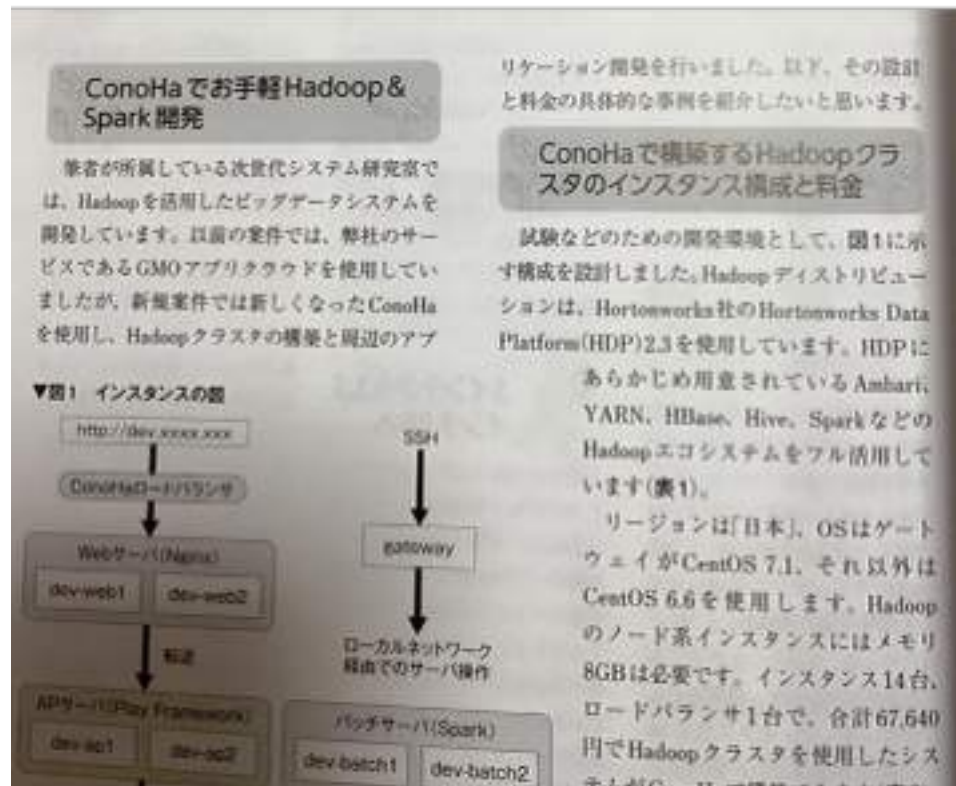 ConoHaでお手軽Hadoop&
Spark開発
筆者が所属している次世代システム研究室で
は、Hadoopを活用したビッグデータシステムを
開発しています。以前の案件では、弊社のサー
ビスであるGMOアプリクラウドを使用してい
ましたが、新規案件では新しくなったConoHa
を使用し、Hadoopクラスタの構築と周辺のアプ
▼図1 インスタンスの図
http://dev.xxxx.xxx
ConoHaロードバランサ
Webサーバ(Nginx)
dev-web1
dev-web2
転送
APサーバ(Play Framework)
dev-ap1
dev-ap2
SSH
gateway
ローカルネットワーク
経由でのサーバ操作
バッチサーバ(Spark)
dev-batch1
dev-batch2
リケーション開発を行いました。以下、その設計
と料金の具体的な事例を紹介したいと思います。
ConoHaで構築するHadoopクラ
スタのインスタンス構成と料金
試験などのための開発環境として、図1に示
す構成を設計しました。Hadoopディストリビュー
ションは、Hortonworks社のHortonworks Data
Platform(HDP)2.3を使用しています。HDPに
あらかじめ用意されているAmbari、
YARN、HBase、Hive、Sparkなどの
Hadoopエコシステムをフル活用して
います(表1)。
リージョンは「日本」、OSはゲート
ウェイがCentOS 7.1、それ以外は
CentOS 6.6を使用します。Hadoop
のノード系インスタンスにはメモリ
8GBは必要です。インスタンス14台、
ロードバランサ1台で、合計67,640
円でHadoopクラスタを使用したシス